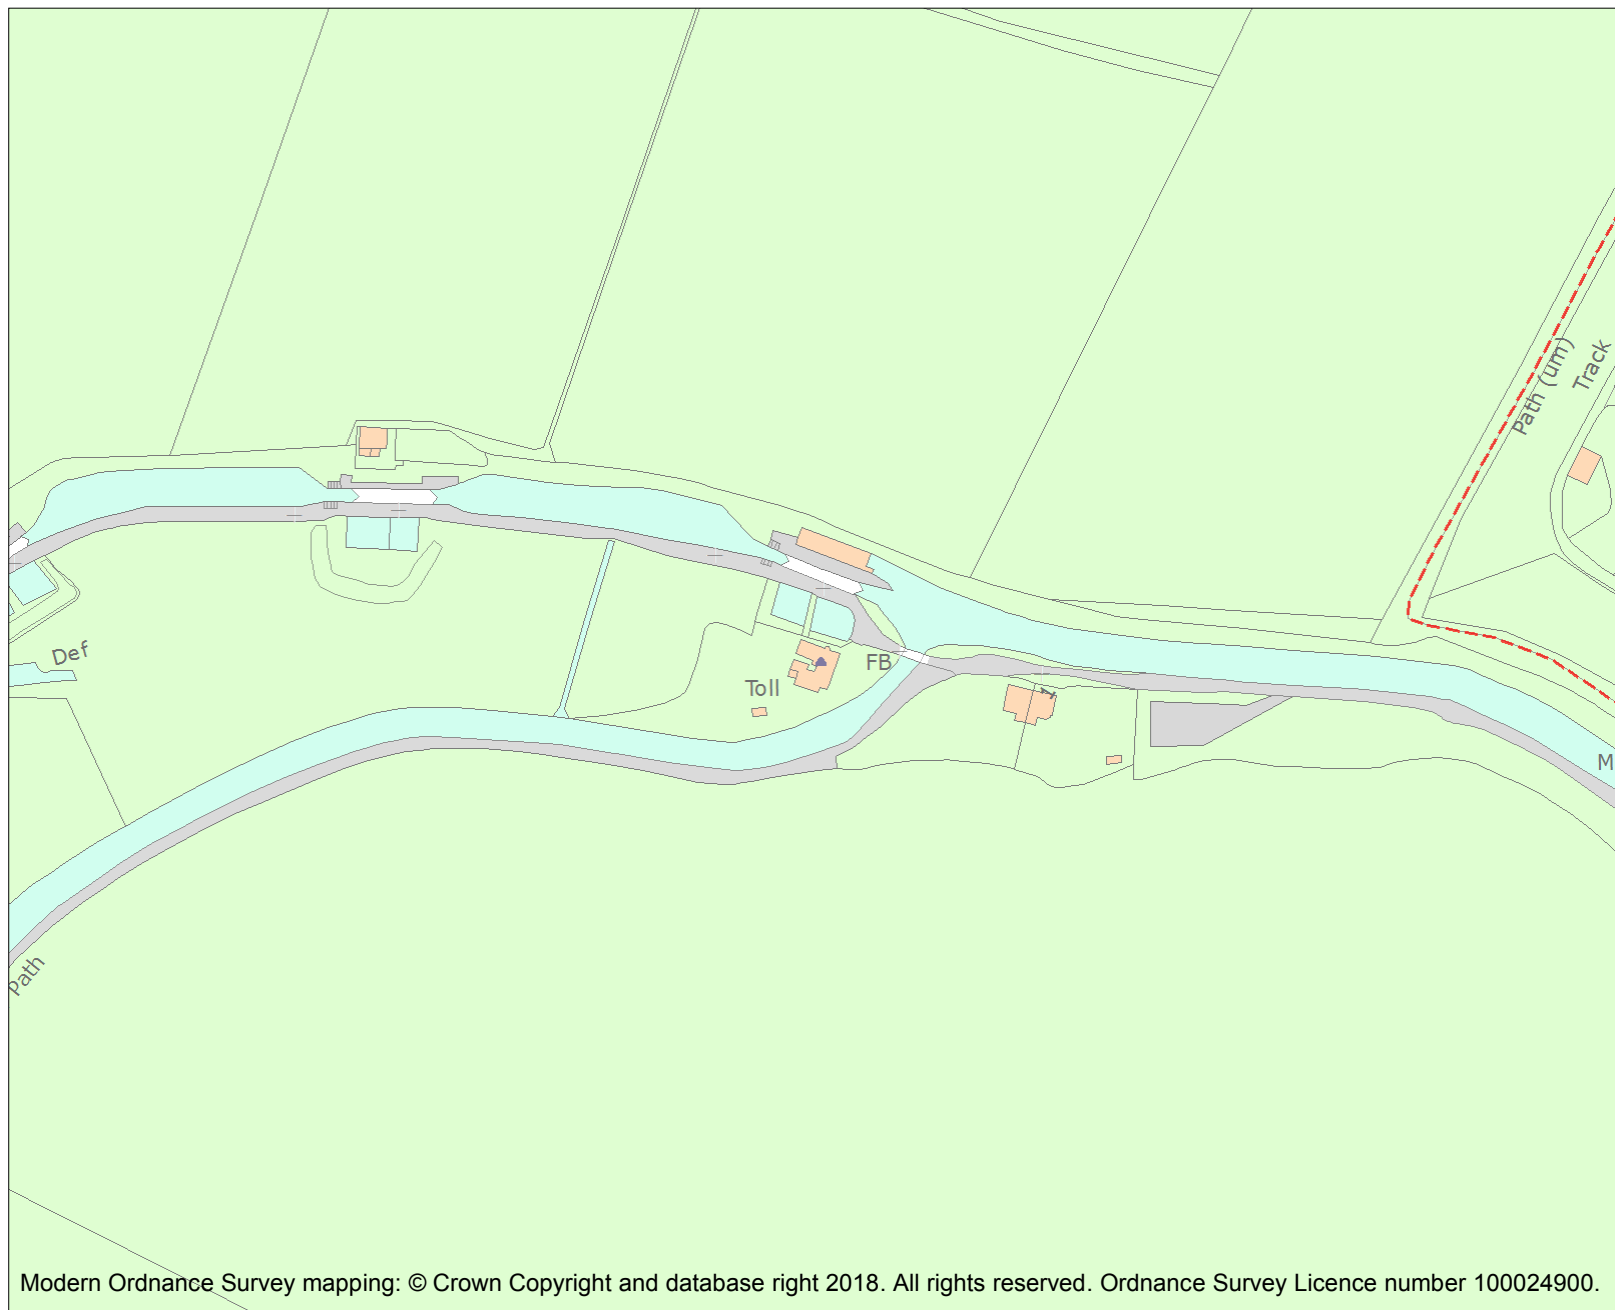 Path (um)
Track
Def
FB
Toll
1
M
Path
Modern Ordnance Survey mapping: © Crown Copyright and database right 2018. All rights reserved. Ordnance Survey Licence number 100024900.